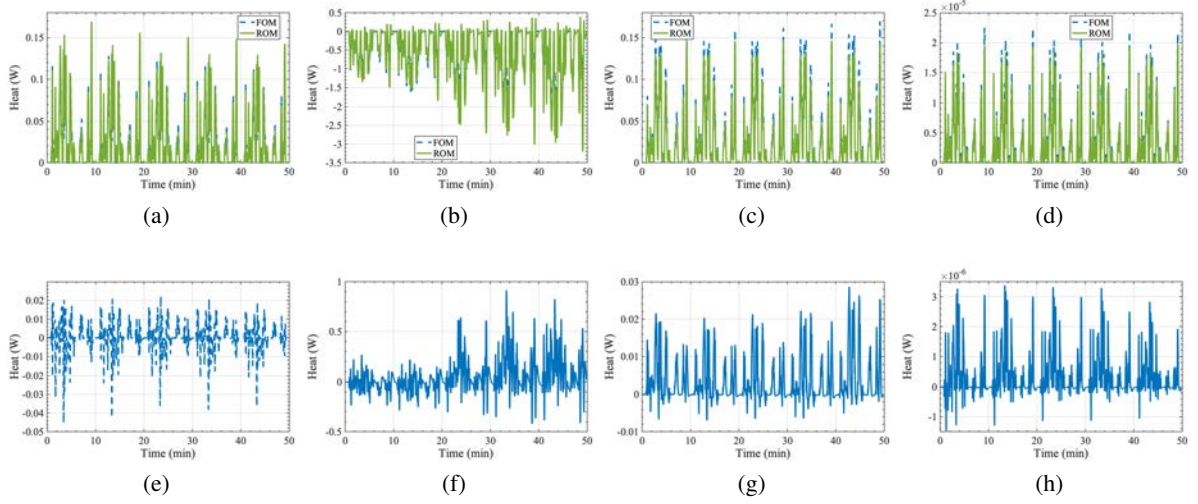 FOM
ROM
0.15
0.1
0.05
0
Heat (W)
0 10 20 30 40 50
Time (min)
(a)
0.5
0
-0.5
-1
-1.5
-2
-2.5
-3
-3.5
Heat (W)
FOM
ROM
0 10 20 30 40 50
Time (min)
(b)
FOM
ROM
0.15
0.1
0.05
0
Heat (W)
0 10 20 30 40 50
Time (min)
(c)
×10⁻⁵
FOM
ROM
2.5
2
1.5
1
0.5
0
Heat (W)
0 10 20 30 40 50
Time (min)
(d)
0.02
0.01
0
-0.01
-0.02
-0.03
-0.04
-0.05
Heat (W)
0 10 20 30 40 50
Time (min)
(e)
1
0.5
0
-0.5
Heat (W)
0 10 20 30 40 50
Time (min)
(f)
0.03
0.02
0.01
0
-0.01
Heat (W)
0 10 20 30 40 50
Time (min)
(g)
×10⁻⁶
3
2
1
0
-1
Heat (W)
0 10 20 30 40 50
Time (min)
(h)